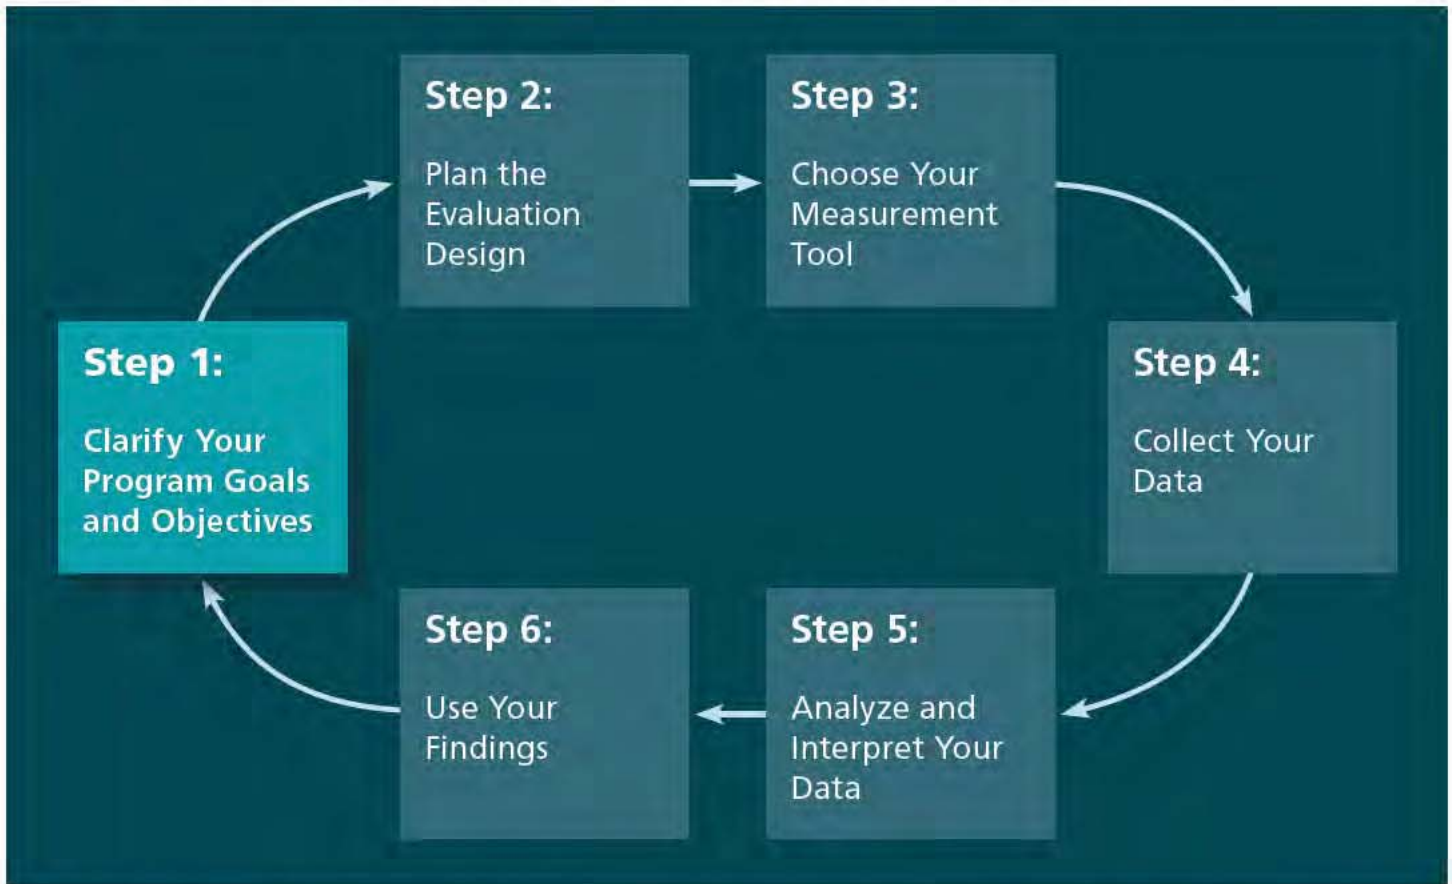 Step 1:
Clarify Your
Program Goals
and Objectives
Step 2:
Plan the
Evaluation
Design
Step 3:
Choose Your
Measurement
Tool
Step 4:
Collect Your
Data
Step 5:
Analyze and
Interpret Your
Data
Step 6:
Use Your
Findings